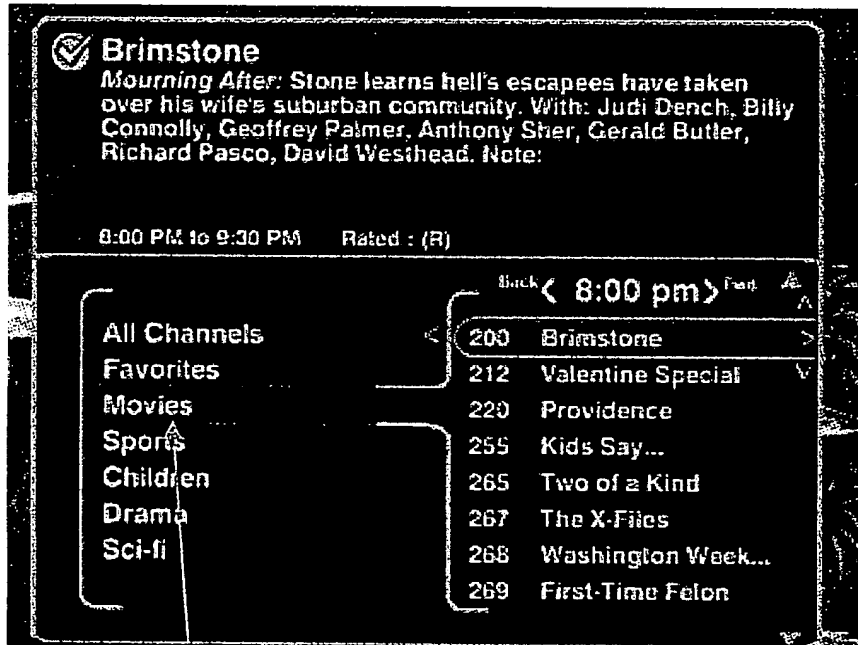 Brimstone
Mourning After: Stone learns hell's escapees have taken
over his wife's suburban community. With: Judi Dench, Billy
Connolly, Geoffrey Palmer, Anthony Sher, Gerald Butler,
Richard Pasco, David Westhead. Note:
8:00 PM to 9:30 PM Rated : (R)
Back < 8:00 pm >
All Channels
Favorites
Movies
Sports
Children
Drama
Sci-fi
200 Brimstone
212 Valentine Special
220 Providence
255 Kids Say...
265 Two of a Kind
267 The X-Files
268 Washington Week...
269 First-Time Felon